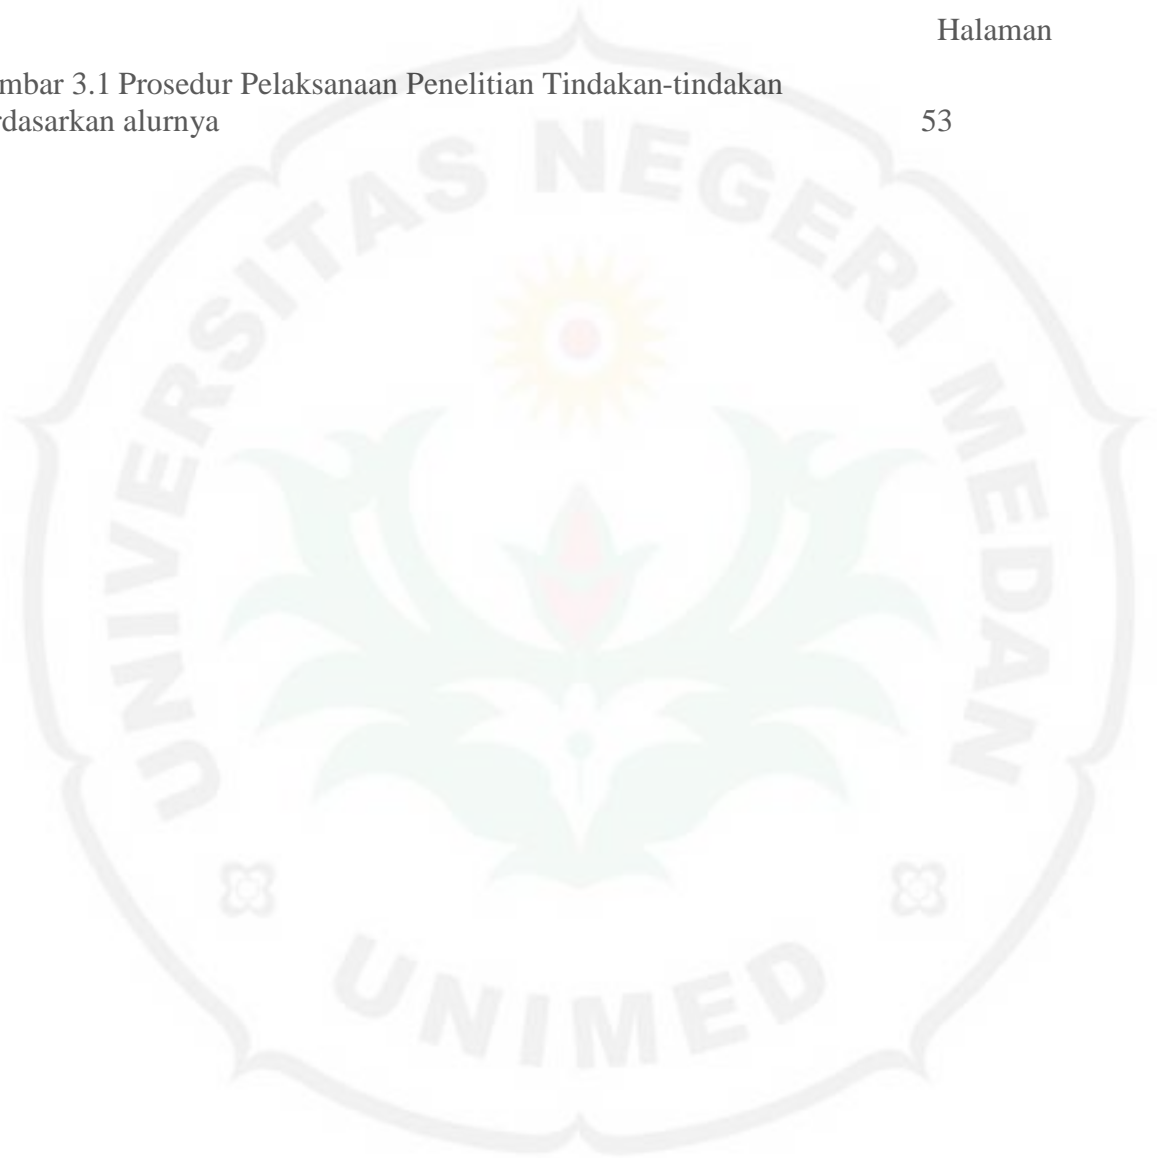 Halaman
mbar 3.1 Prosedur Pelaksanaan Penelitian Tindakan-tindakan
rdasarkan alurnya 53
UNIVERSITAS NEGERI MEDAN
UNIMED